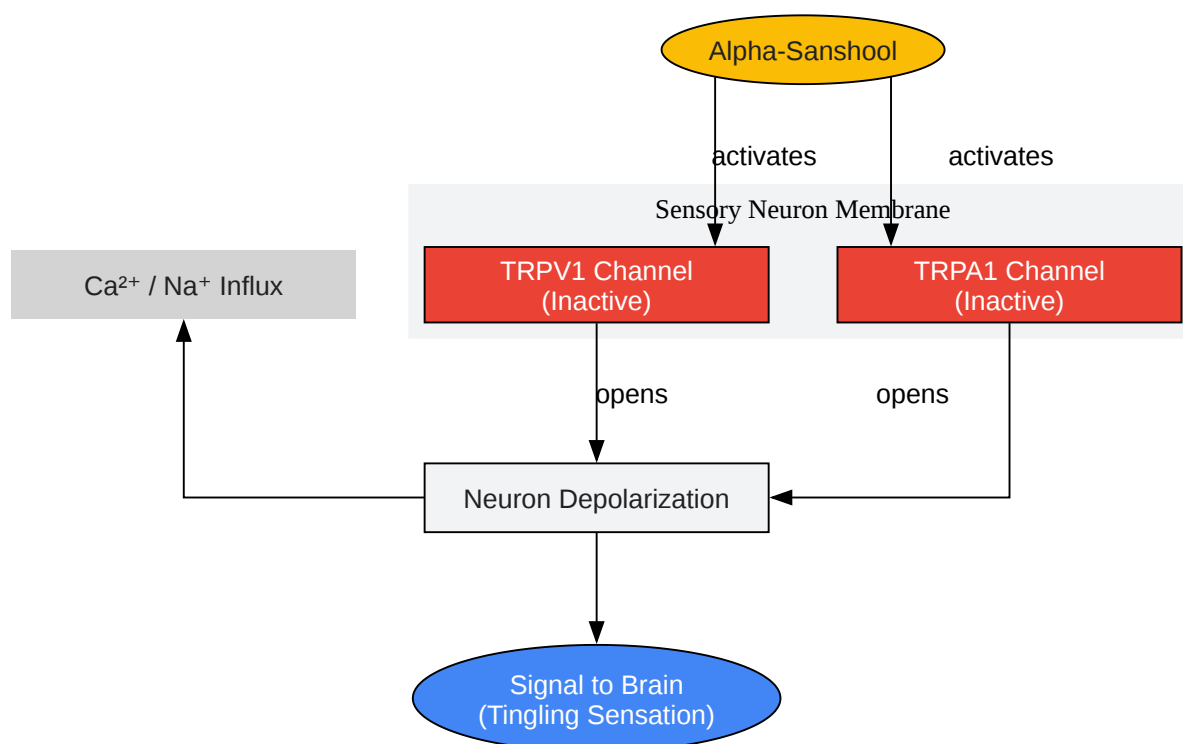 Alpha-Sanshool
activates
activates
Sensory Neuron Membrane
TRPV1 Channel
(Inactive)
TRPA1 Channel
(Inactive)
Ca²⁺ / Na⁺ Influx
opens
opens
Neuron Depolarization
Signal to Brain
(Tingling Sensation)